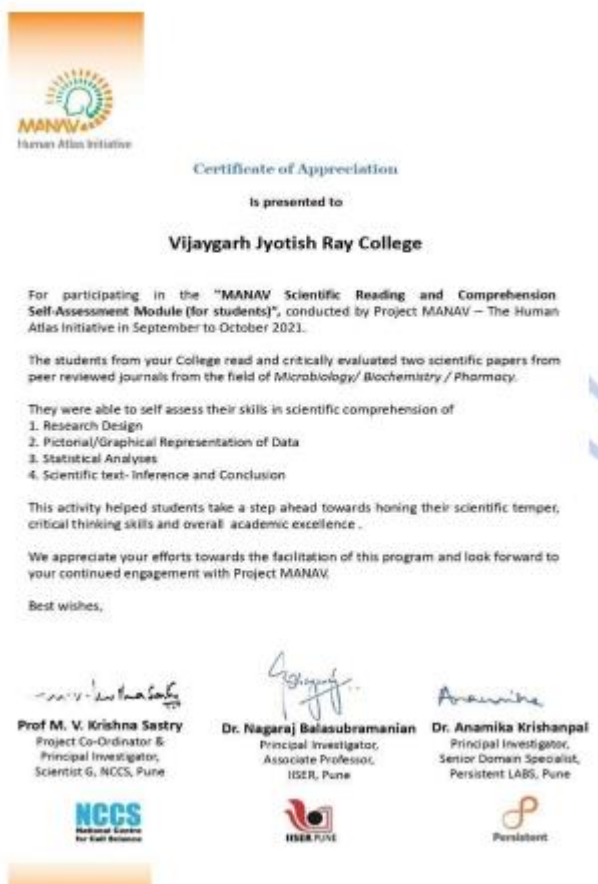 MANAV
Human Atlas Initiative
Certificate of Appreciation
Is presented to
Vijaygarh Jyotish Ray College
For participating in the "MANAV Scientific Reading and Comprehension
Self-Assessment Module (for students)", conducted by Project MANAV – The Human
Atlas Initiative in September to October 2021.
The students from your College read and critically evaluated two scientific papers from
peer reviewed journals from the field of Microbiology/ Biochemistry / Pharmacy.
They were able to self assess their skills in scientific comprehension of
1. Research Design
2. Pictorial/Graphical Representation of Data
3. Statistical Analyses
4. Scientific text- Inference and Conclusion
This activity helped students take a step ahead towards honing their scientific temper,
critical thinking skills and overall academic excellence .
We appreciate your efforts towards the facilitation of this program and look forward to
your continued engagement with Project MANAV.
Best wishes,
Anamika
Prof M. V. Krishna Sastry
Project Co-Ordinator &
Principal Investigator,
Scientist G, NCCS, Pune
Dr. Nagaraj Balasubramanian
Principal Investigator,
Associate Professor,
IISER, Pune
Dr. Anamika Krishanpal
Principal Investigator,
Senior Domain Specialist,
Persistent LABS, Pune
NCCS
National Centre
for Cell Science
IISER PUNE
Persistent